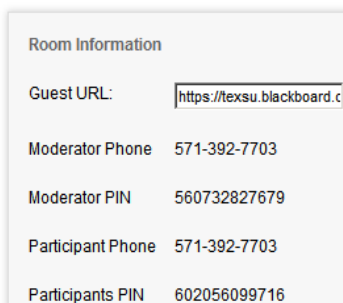 Room Information
Guest URL: https://texsu.blackboard.c
Moderator Phone 571-392-7703
Moderator PIN 560732827679
Participant Phone 571-392-7703
Participants PIN 602056099716